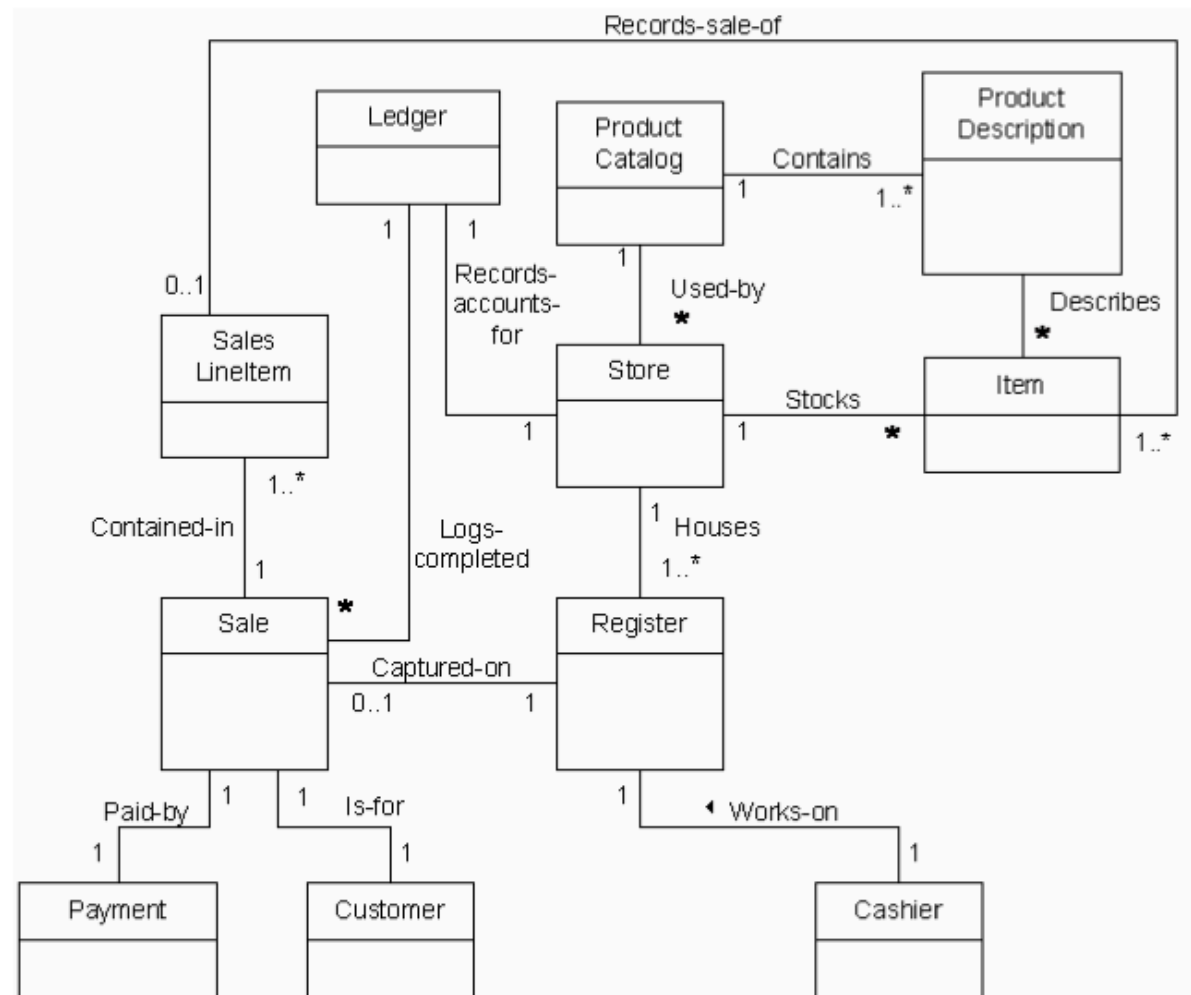 Records-sale-of
Ledger
Product
Catalog
Product
Description
Contains
1
1..*
1
1
1
Records-
accounts-
for
Used-by
*
Describes
*
0..1
Sales
LineItem
Store
Item
Stocks
1
1
*
1..*
1..*
Contained-in
1
Logs-
completed
*
1
Houses
1..*
Sale
Register
Captured-on
0..1
1
Paid-by
1
1
Is-for
1
Works-on
1
1
1
Payment
Customer
Cashier